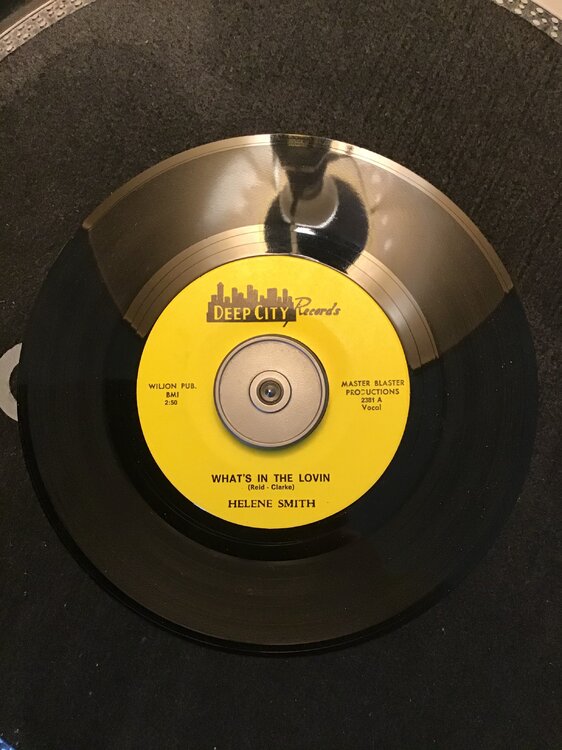 DEEP CITY Records
WILJON PUB.
BMI
2:50
MASTER BLASTER
PRODUCTIONS
2381 A
Vocal
WHAT'S IN THE LOVIN
(Reid - Clarke)
HELENE SMITH